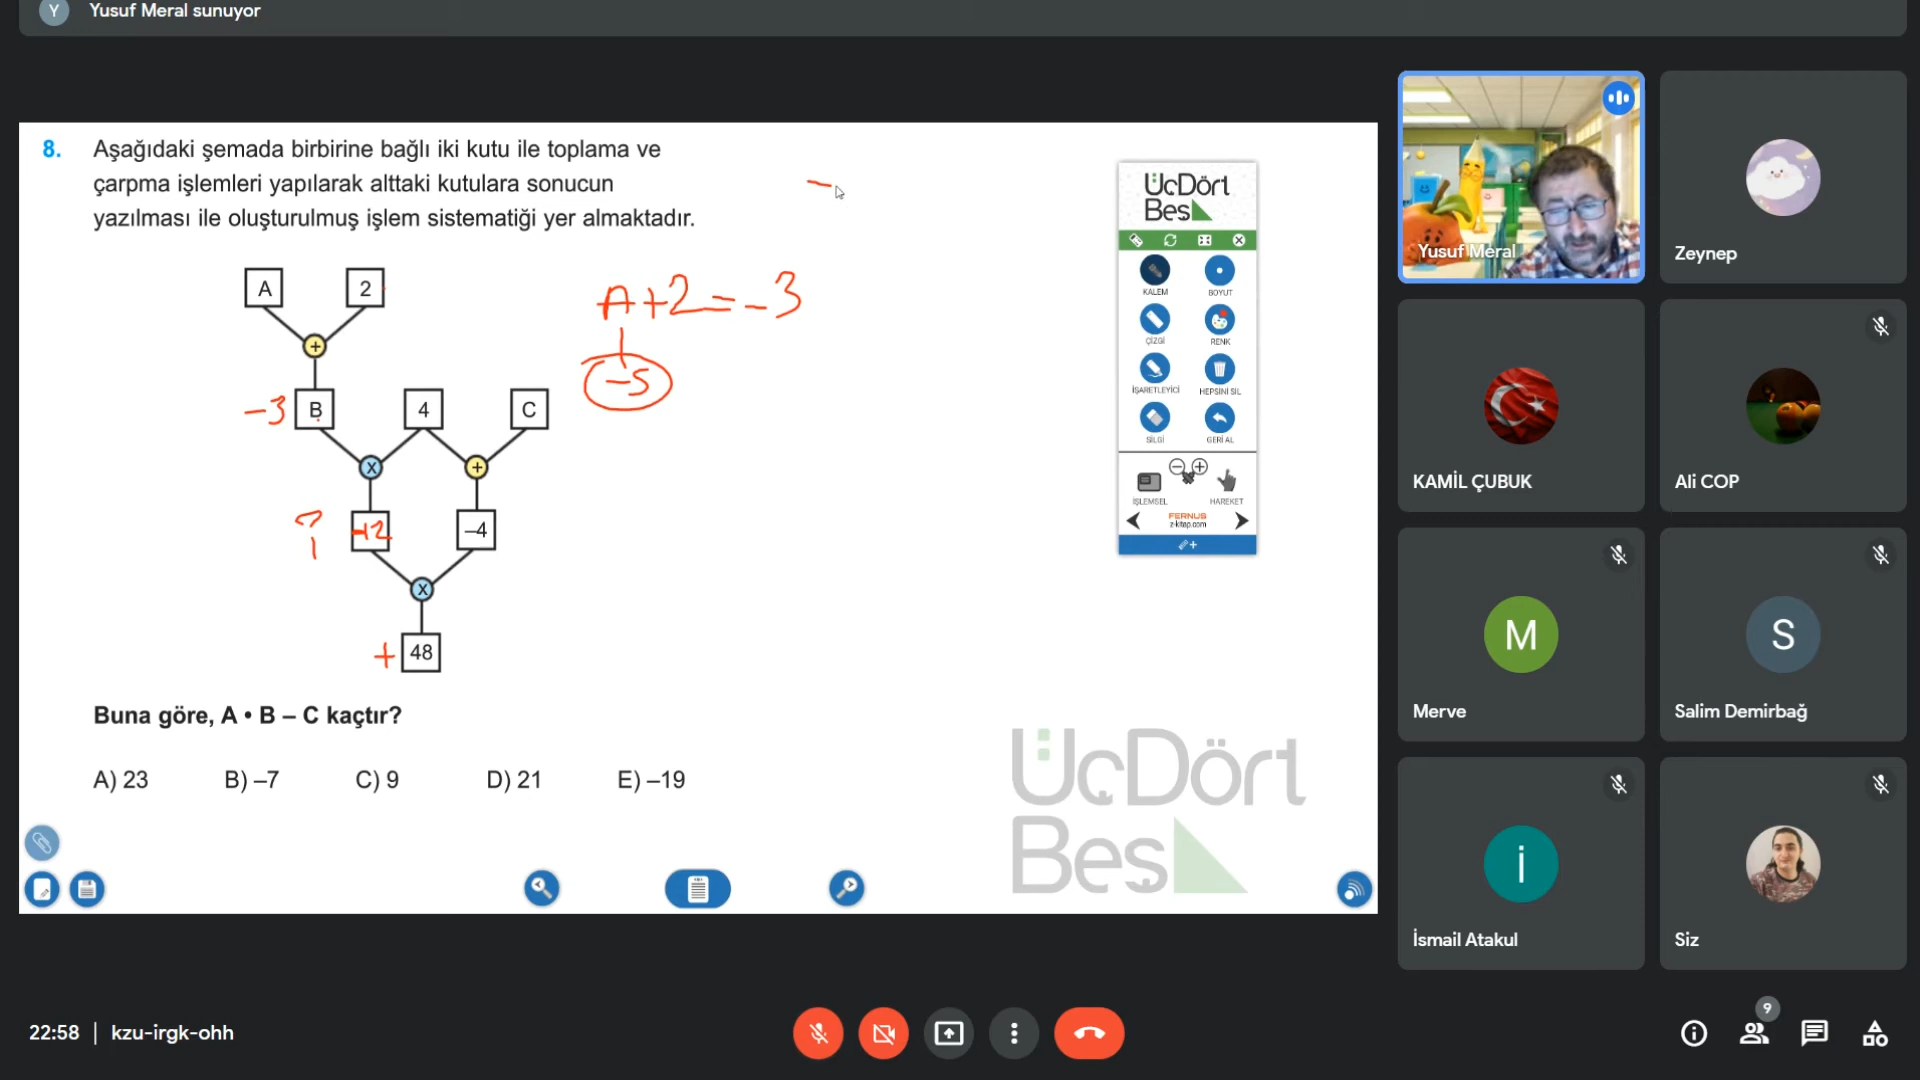 Y
Yusuf Meral sunuyor
8. Aşağıdaki şemada birbirine bağlı iki kutu ile toplama ve
çarpma işlemleri yapılarak alttaki kutulara sonucun
yazılması ile oluşturulmuş işlem sistematiği yer almaktadır.
A 2
+
A+2=-3
-5
-3 B 4 C
x +
? -12 –4
x
+ 48
Buna göre, A • B – C kaçtır?
A) 23 B) –7 C) 9 D) 21 E) –19
ÜçDört
Beş
KALEM BOYUT
ÇİZGİ RENK
İŞARETLEYİCİ HEPSİNİ SİL
SİLGİ GERİ AL
İŞLEMSEL HAREKET
FERNUS
z-kitap.com
ÜçDört
Beş
Yusuf Meral
Zeynep
KAMİL ÇUBUK
Ali COP
M
Merve
S
Salim Demirbağ
İ
İsmail Atakul
Siz
22:58 | kzu-irgk-ohh
9